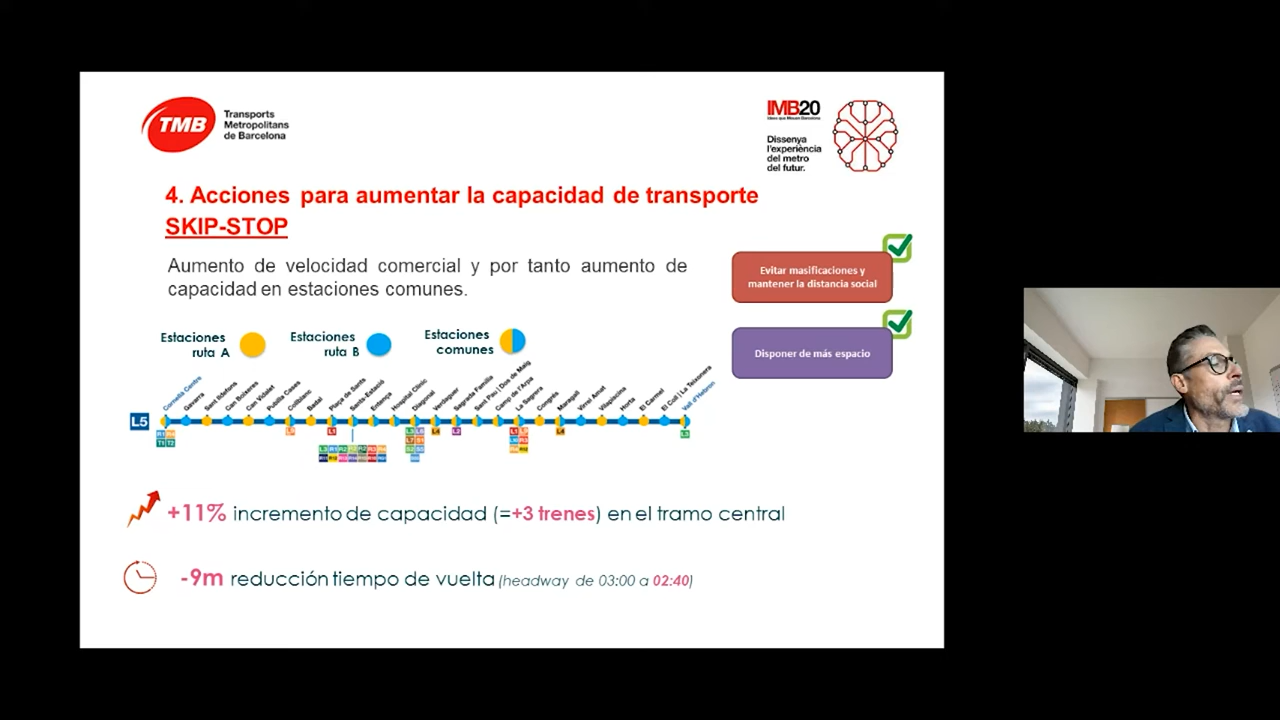 TMB
Transports
Metropolitans
de Barcelona
IMB20
Dissenya
l'experiència
del metro
del futur.
4. Acciones para aumentar la capacidad de transporte
SKIP-STOP
Aumento de velocidad comercial y por tanto aumento de
capacidad en estaciones comunes.
Evitar masificaciones y
mantener la distancia social
Disponer de más espacio
Estaciones
ruta A
Estaciones
ruta B
Estaciones
comunes
L5
Cornellà Centre
Gavarra
Sant Ildefons
Can Boixeres
Can Vidalet
Pubilla Cases
Collblanc
Badal
Plaça de Sants
Sants-Estació
Entença
Hospital Clínic
Diagonal
Verdaguer
Sagrada Família
Sant Pau | Dos de Maig
Camp de l'Arpa
La Sagrera
Congrés
Maragall
Virrei Amat
Vilapicina
Horta
El Carmel
El Coll | La Teixonera
Vall d'Hebron
+11% incremento de capacidad (=+3 trenes) en el tramo central
-9m reducción tiempo de vuelta (headway de 03:00 a 02:40)